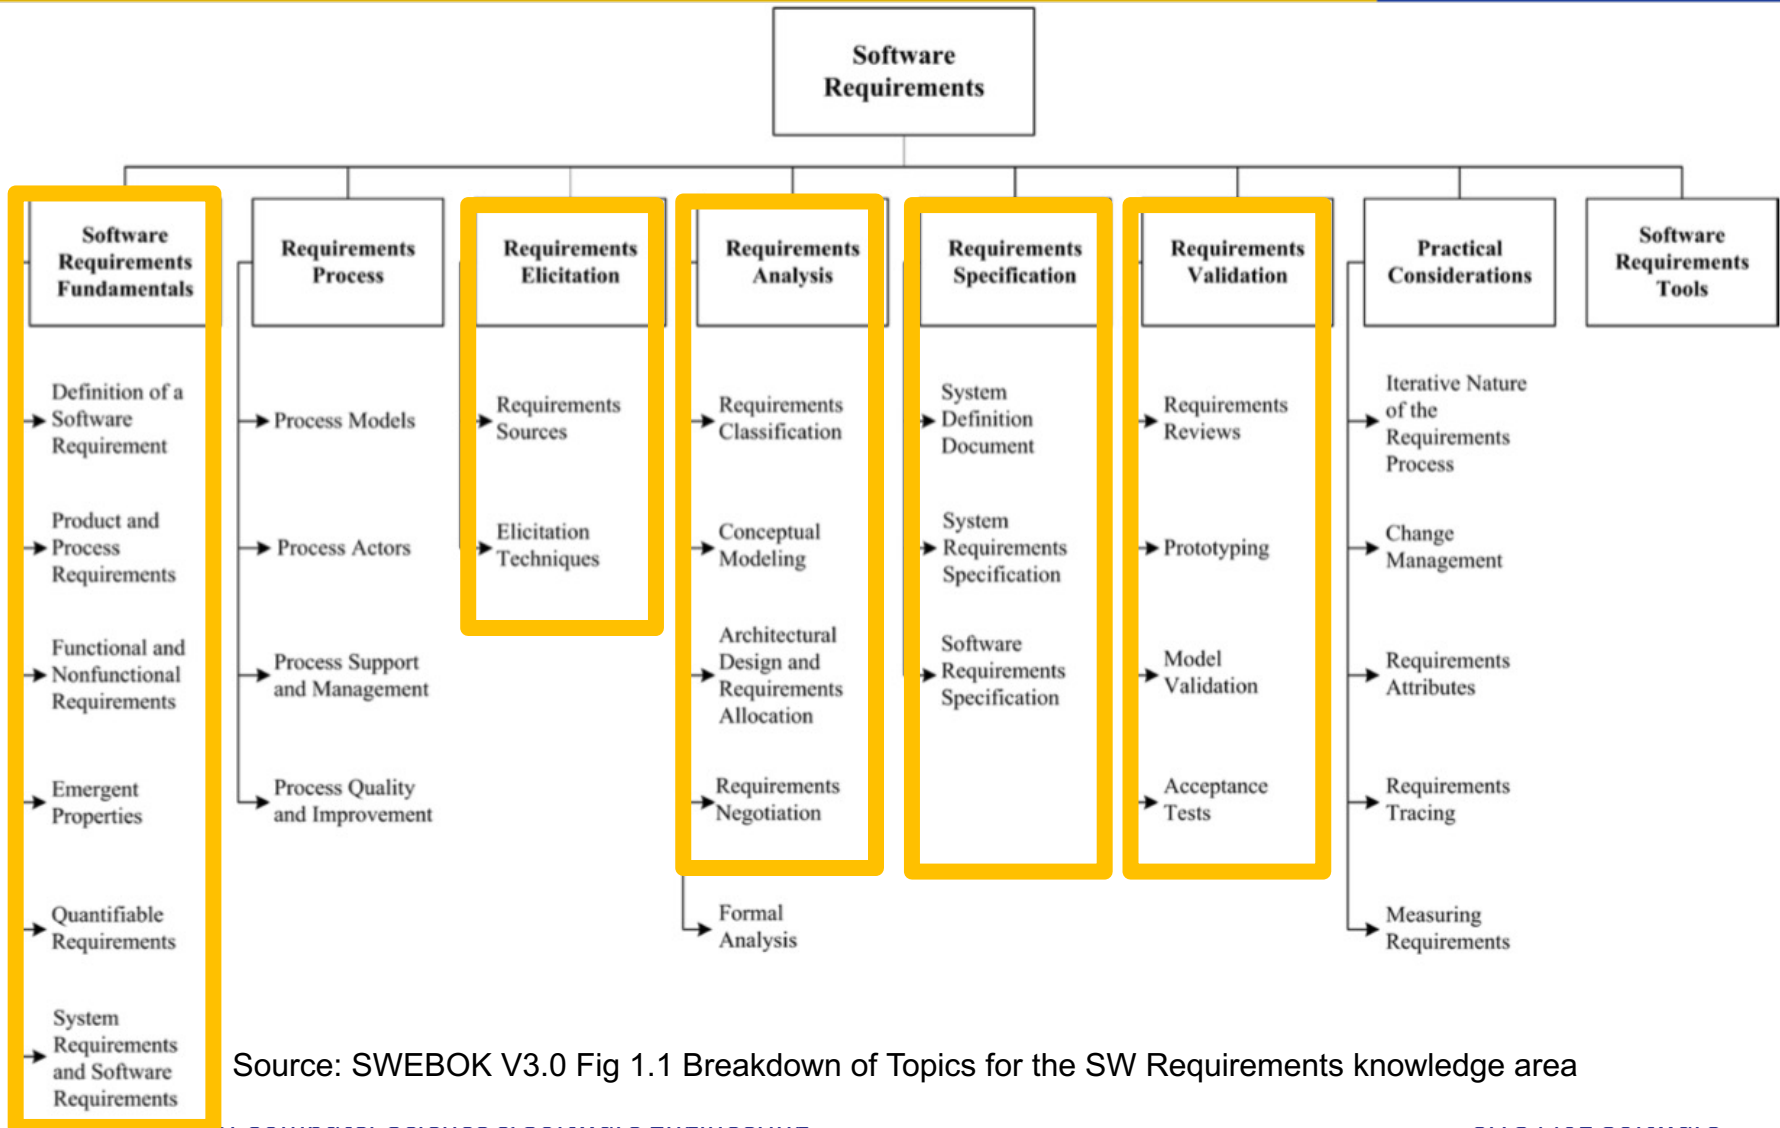 Software
Requirements
Software
Requirements
Fundamentals
Definition of a
Software
Requirement
Product and
Process
Requirements
Functional and
Nonfunctional
Requirements
Emergent
Properties
Quantifiable
Requirements
System
Requirements
and Software
Requirements
Requirements
Process
Process Models
Process Actors
Process Support
and Management
Process Quality
and Improvement
Requirements
Elicitation
Requirements
Sources
Elicitation
Techniques
Requirements
Analysis
Requirements
Classification
Conceptual
Modeling
Architectural
Design and
Requirements
Allocation
Requirements
Negotiation
Formal
Analysis
Requirements
Specification
System
Definition
Document
System
Requirements
Specification
Software
Requirements
Specification
Requirements
Validation
Requirements
Reviews
Prototyping
Model
Validation
Acceptance
Tests
Practical
Considerations
Iterative Nature
of the
Requirements
Process
Change
Management
Requirements
Attributes
Requirements
Tracing
Measuring
Requirements
Software
Requirements
Tools
Source: SWEBOK V3.0 Fig 1.1 Breakdown of Topics for the SW Requirements knowledge area